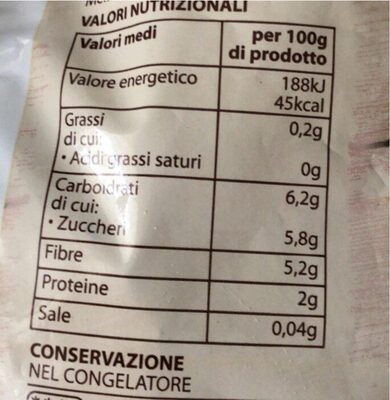 VALORI NUTRIZIONALI
Valori medi per 100g
di prodotto
Valore energetico 188kJ
45kcal
Grassi 0,2g
di cui:
• Acidi grassi saturi 0g
Carboidrati 6,2g
di cui:
• Zuccheri 5,8g
Fibre 5,2g
Proteine 2g
Sale 0,04g
CONSERVAZIONE
NEL CONGELATORE